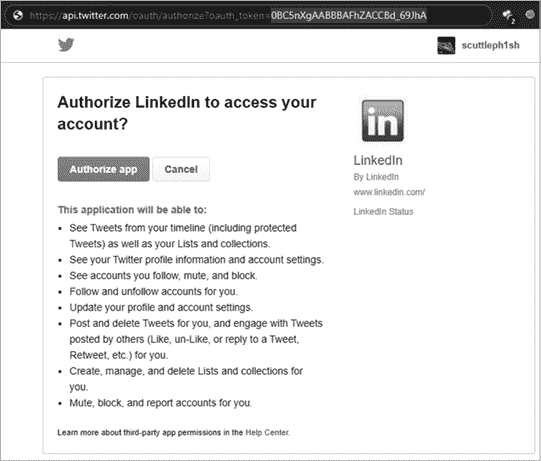 https://api.twitter.com/oauth/authorize?oauth_token=0BC5nXgAABBBAFhZACCBd_69JhA
2
scuttleph1sh
Authorize LinkedIn to access your
account?
Authorize app
Cancel
This application will be able to:
• See Tweets from your timeline (including protected
Tweets) as well as your Lists and collections.
• See your Twitter profile information and account settings.
• See accounts you follow, mute, and block.
• Follow and unfollow accounts for you.
• Update your profile and account settings.
• Post and delete Tweets for you, and engage with Tweets
posted by others (Like, un-Like, or reply to a Tweet,
Retweet, etc.) for you.
• Create, manage, and delete Lists and collections for
you.
• Mute, block, and report accounts for you.
Learn more about third-party app permissions in the Help Center.
in
LinkedIn
By LinkedIn
www.linkedin.com/
LinkedIn Status